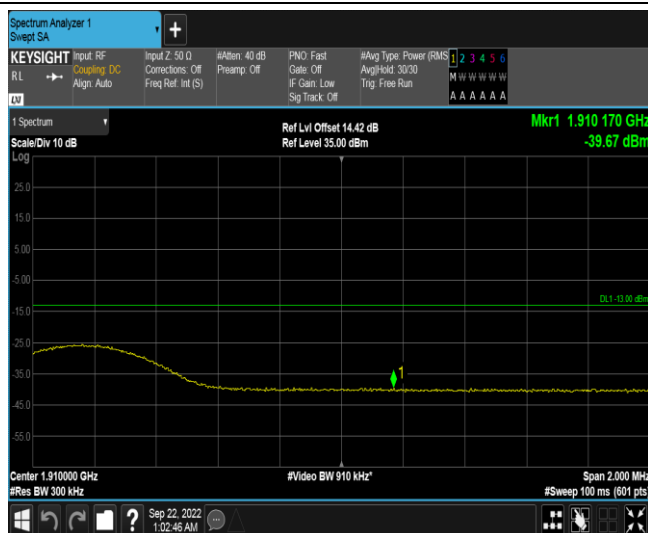 Spectrum Analyzer 1
Swept SA
+
KEYSIGHT
RL
LXI
Input: RF
Coupling: DC
Align: Auto
Input Z: 50 Ω
Corrections: Off
Freq Ref: Int (S)
#Atten: 40 dB
Preamp: Off
PNO: Fast
Gate: Off
IF Gain: Low
Sig Track: Off
#Avg Type: Power (RMS
Avg|Hold: 30/30
Trig: Free Run
1 2 3 4 5 6
M W W W W W
A A A A A A
1 Spectrum
Scale/Div 10 dB
Ref Lvl Offset 14.42 dB
Ref Level 35.00 dBm
Mkr1 1.910 170 GHz
-39.67 dBm
Log
25.0
15.0
5.00
-5.00
DL1 -13.00 dBm
-15.0
-25.0
-35.0
1
-45.0
-55.0
Center 1.910000 GHz
#Video BW 910 kHz*
Span 2.000 MHz
#Res BW 300 kHz
#Sweep 100 ms (601 pts)
?
Sep 22, 2022
1:02:46 AM